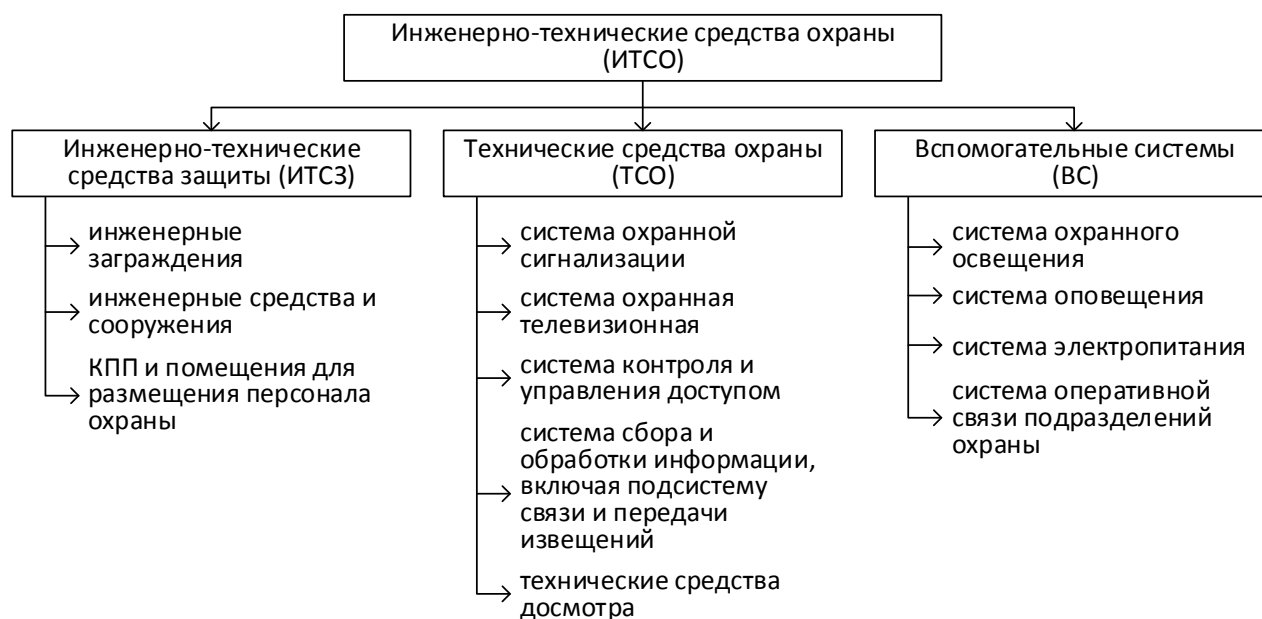 Инженерно-технические средства охраны
(ИТСО)
Инженерно-технические
средства защиты (ИТСЗ)
инженерные
заграждения
инженерные средства и
сооружения
КПП и помещения для
размещения персонала
охраны
Технические средства охраны
(ТСО)
система охранной
сигнализации
система охранная
телевизионная
система контроля и
управления доступом
система сбора и
обработки информации,
включая подсистему
связи и передачи
извещений
технические средства
досмотра
Вспомогательные системы
(ВС)
система охранного
освещения
система оповещения
система электропитания
система оперативной
связи подразделений
охраны